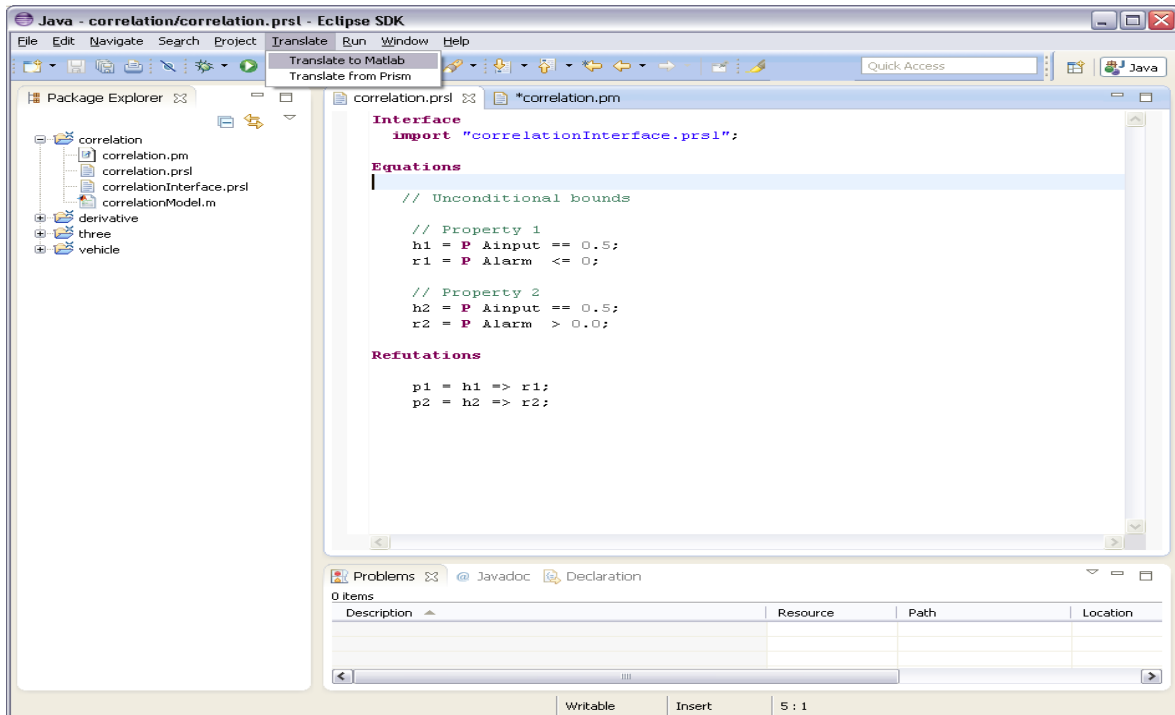 Java - correlation/correlation.prsl - Eclipse SDK
File Edit Navigate Search Project Translate Run Window Help
Translate to Matlab
Translate from Prism
Quick Access
Java
Package Explorer
correlation
correlation.pm
correlation.prsl
correlationInterface.prsl
correlationModel.m
derivative
three
vehicle
correlation.prsl *correlation.pm
Interface
import "correlationInterface.prsl";
Equations
// Unconditional bounds
// Property 1
h1 = P Ainput == 0.5;
r1 = P Alarm <= 0;
// Property 2
h2 = P Ainput == 0.5;
r2 = P Alarm > 0.0;
Refutations
p1 = h1 => r1;
p2 = h2 => r2;
Problems @ Javadoc Declaration
0 items
Description Resource Path Location
Writable Insert 5 : 1